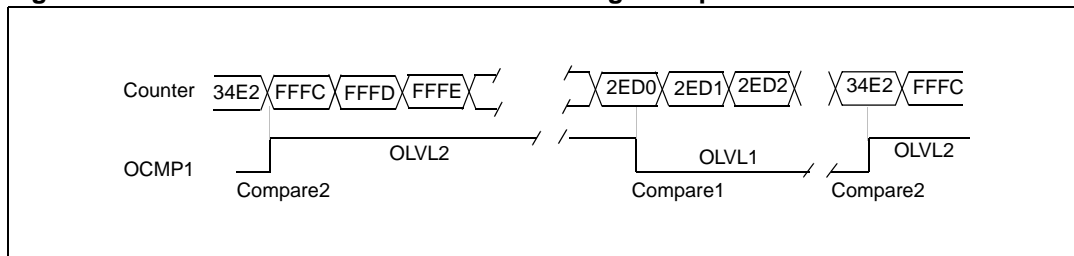 Counter 34E2 FFFC FFFD FFFE 2ED0 2ED1 2ED2 34E2 FFFC
OLVL2 OLVL1 OLVL2
OCMP1
Compare2 Compare1 Compare2